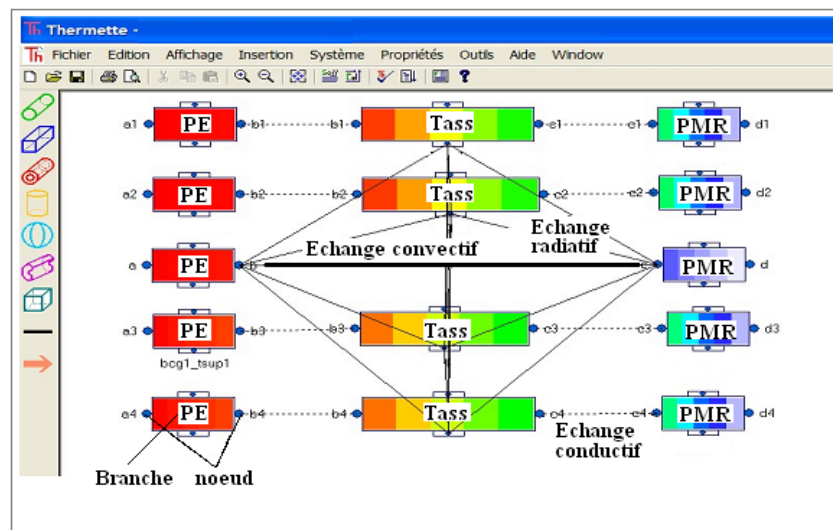 Thermette -
Fichier Edition Affichage Insertion Système Propriétés Outils Aide Window
a1 PE b1 b1 Tass c1 c1 PMR d1
a2 PE b2 b2 Tass c2 c2 PMR d2
Echange convectif
Echange
radiatif
a PE b PMR d
a3 PE b3 b3 Tass c3 c3 PMR d3
bcg1_tsup1
a4 PE b4 b4 Tass c4 c4 PMR d4
Echange
conductif
Branche noeud